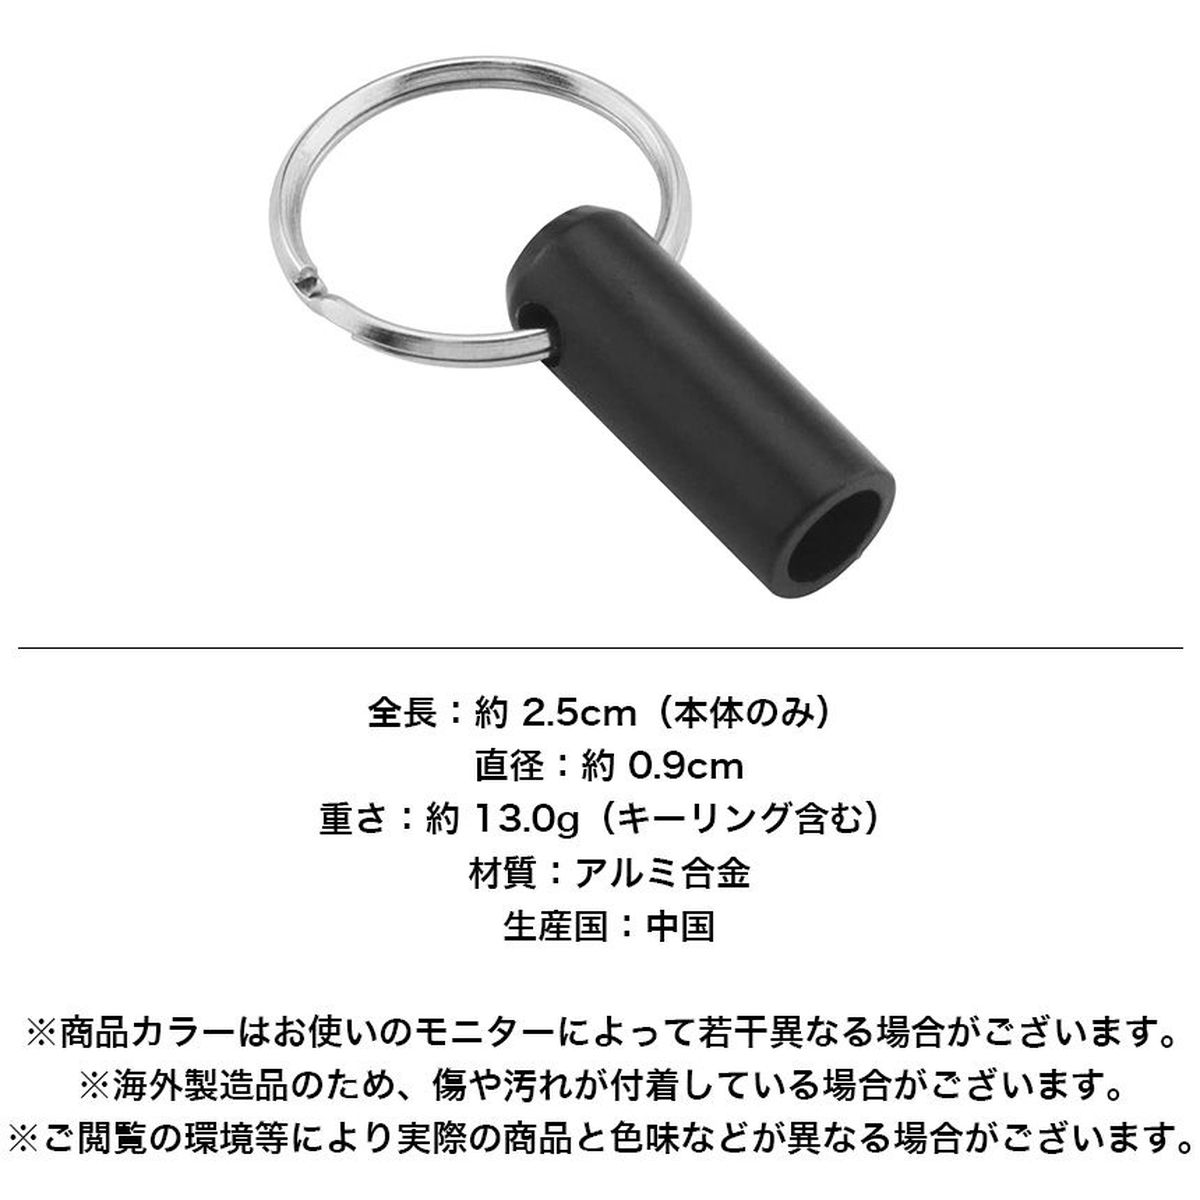 全長：約 2.5cm（本体のみ）
直径：約 0.9cm
重さ：約 13.0g（キーリング含む）
材質：アルミ合金
生産国：中国
※商品カラーはお使いのモニターによって若干異なる場合がございます。
※海外製造品のため、傷や汚れが付着している場合がございます。
※ご閲覧の環境等により実際の商品と色味などが異なる場合がございます。